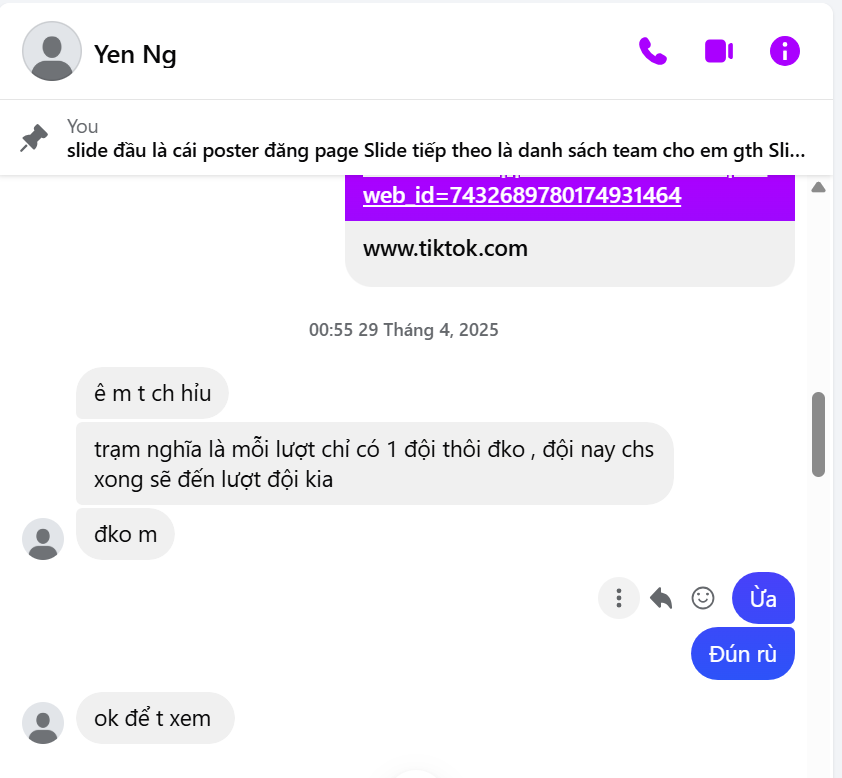 Yen Ng
You
slide đầu là cái poster đăng page Slide tiếp theo là danh sách team cho em gth Sli...
web_id=7432689780174931464
www.tiktok.com
00:55 29 Tháng 4, 2025
ê m t ch hỉu
trạm nghĩa là mỗi lượt chỉ có 1 đội thôi đko , đội nay chs
xong sẽ đến lượt đội kia
đko m
Ừa
Đún rù
ok để t xem